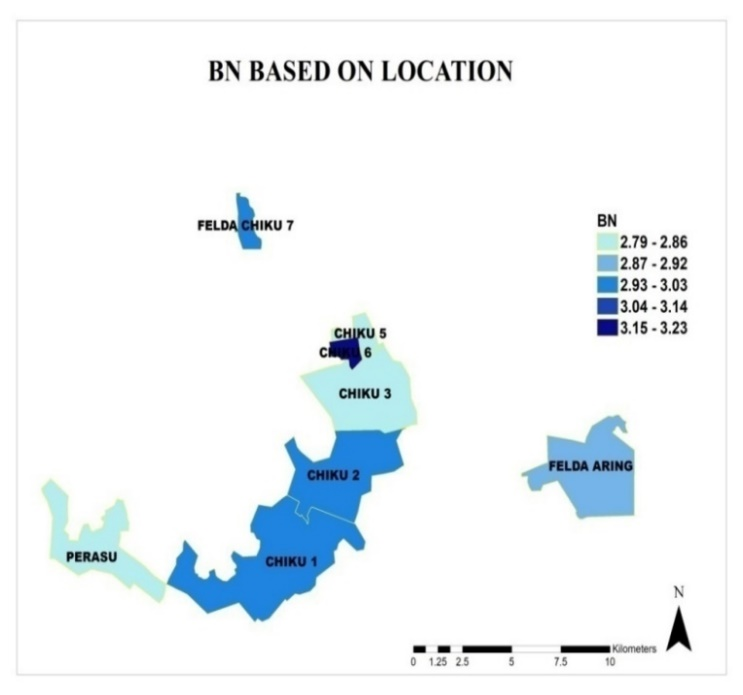 BN BASED ON LOCATION
FELDA CHIKU 7
BN
2.79 - 2.86
2.87 - 2.92
2.93 - 3.03
3.04 - 3.14
3.15 - 3.23
CHIKU 5
CHIKU 6
CHIKU 3
FELDA ARING
CHIKU 2
PERASU
CHIKU 1
N
Kilometers
0 1.25 2.5 5 7.5 10